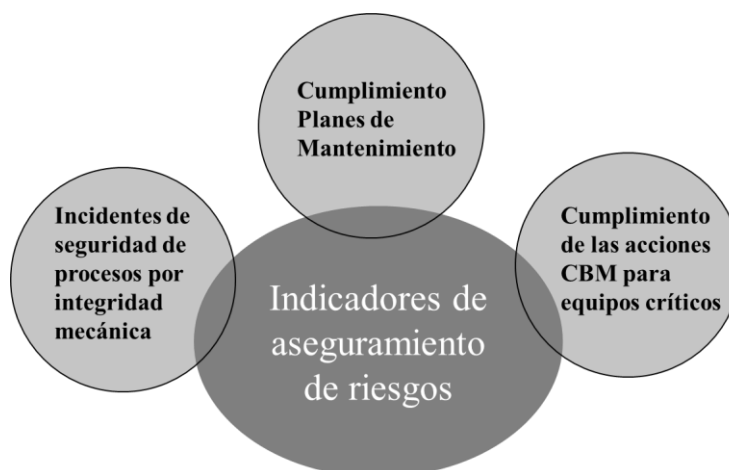 Cumplimiento
Planes de
Mantenimiento
Incidentes de
seguridad de
procesos por
integridad
mecánica
Cumplimiento
de las acciones
CBM para
equipos críticos
Indicadores de
aseguramiento
de riesgos